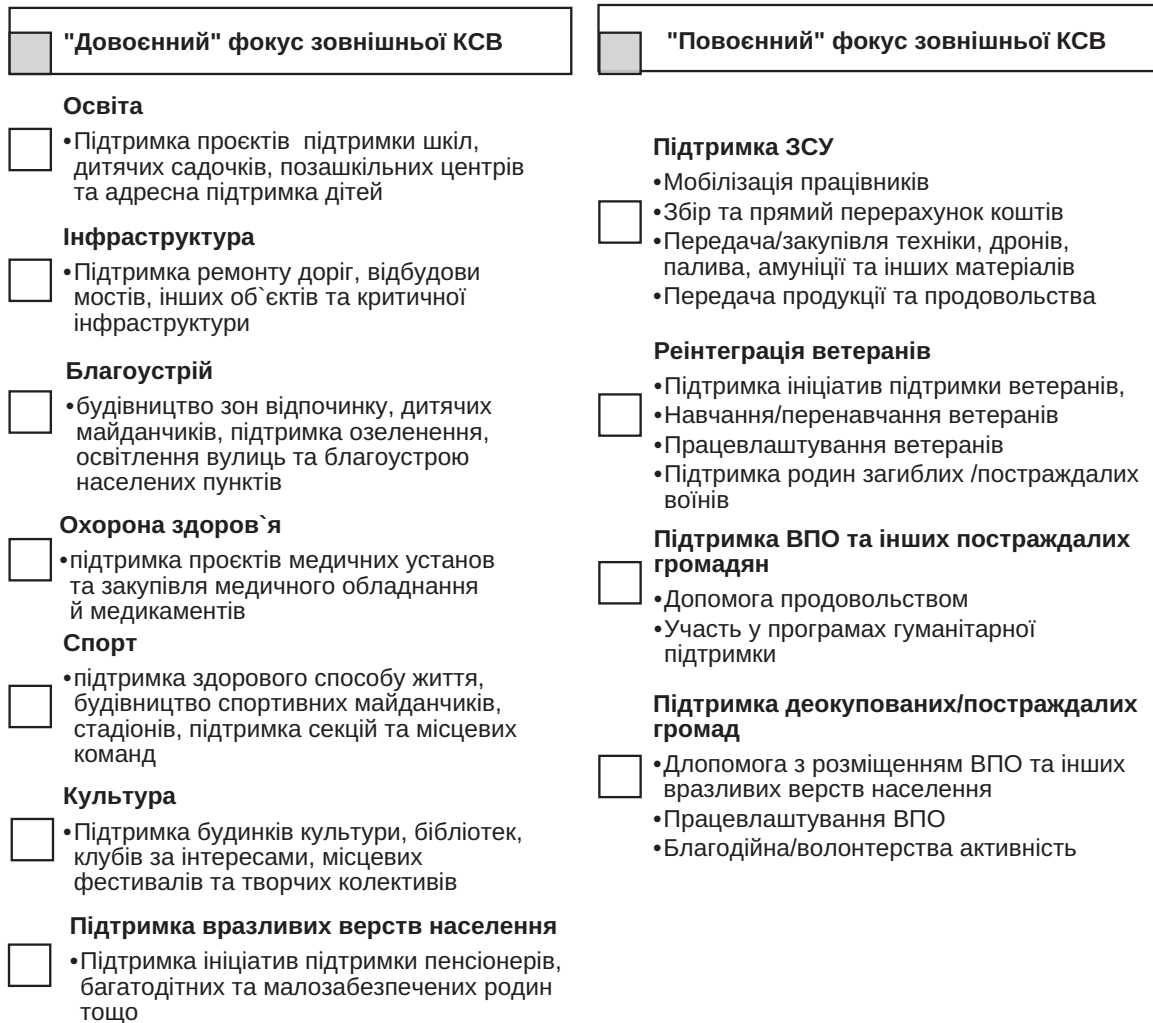 "Довоєнний" фокус зовнішньої КСВ
Освіта
•Підтримка проєктів підтримки шкіл,
дитячих садочків, позашкільних центрів
та адресна підтримка дітей
Інфраструктура
•Підтримка ремонту доріг, відбудови
мостів, інших об`єктів та критичної
інфраструктури
Благоустрій
•будівництво зон відпочинку, дитячих
майданчиків, підтримка озеленення,
освітлення вулиць та благоустрою
населених пунктів
Охорона здоров`я
•підтримка проєктів медичних установ
та закупівля медичного обладнання
й медикаментів
Спорт
•підтримка здорового способу життя,
будівництво спортивних майданчиків,
стадіонів, підтримка секцій та місцевих
команд
Культура
•Підтримка будинків культури, бібліотек,
клубів за інтересами, місцевих
фестивалів та творчих колективів
Підтримка вразливих верств населення
•Підтримка ініціатив підтримки пенсіонерів,
багатодітних та малозабезпечених родин
тощо
"Повоєнний" фокус зовнішньої КСВ
Підтримка ЗСУ
•Мобілізація працівників
•Збір та прямий перерахунок коштів
•Передача/закупівля техніки, дронів,
палива, амуніції та інших матеріалів
•Передача продукції та продовольства
Реінтеграція ветеранів
•Підтримка ініціатив підтримки ветеранів,
•Навчання/перенавчання ветеранів
•Працевлаштування ветеранів
•Підтримка родин загиблих /постраждалих
воїнів
Підтримка ВПО та інших постраждалих
громадян
•Допомога продовольством
•Участь у програмах гуманітарної
підтримки
Підтримка деокупованих/постраждалих
громад
•Длопомога з розміщенням ВПО та інших
вразливих верств населення
•Працевлаштування ВПО
•Благодійна/волонтерства активність